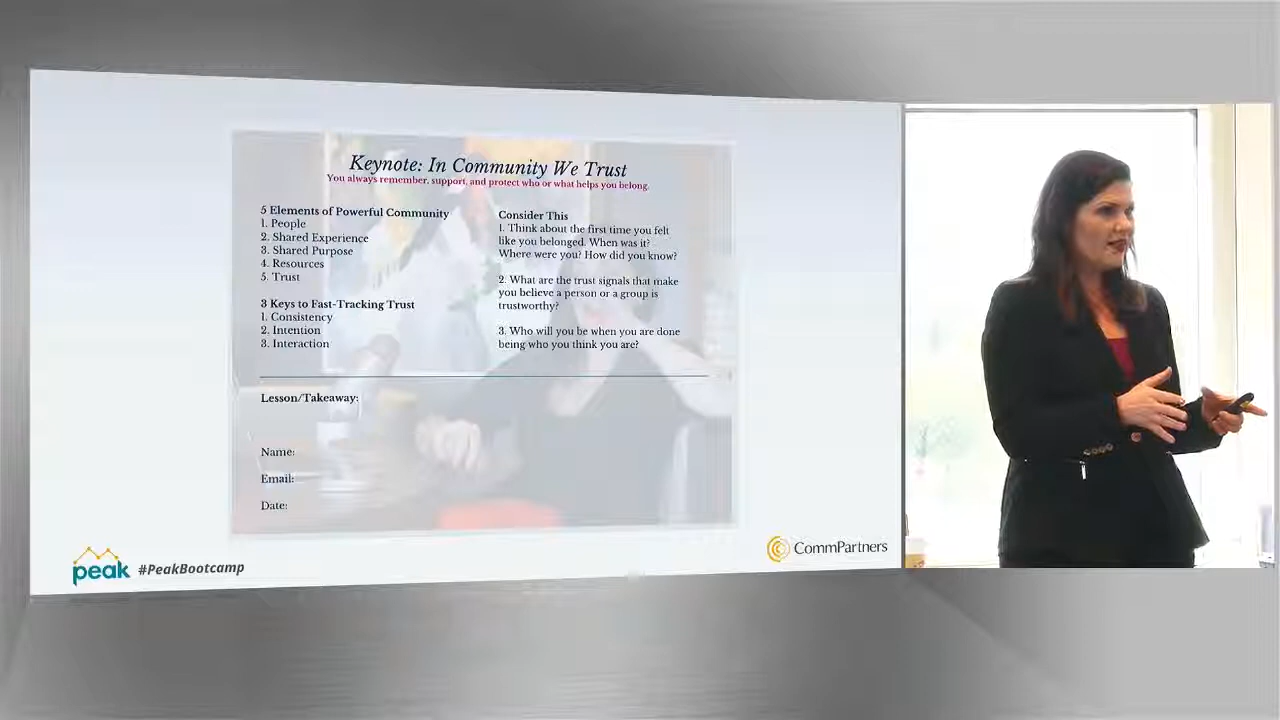 Keynote: In Community We Trust
You always remember, support, and protect who or what helps you belong.
5 Elements of Powerful Community
1. People
2. Shared Experience
3. Shared Purpose
4. Resources
5. Trust
3 Keys to Fast-Tracking Trust
1. Consistency
2. Intention
3. Interaction
Consider This
1. Think about the first time you felt
like you belonged. When was it?
Where were you? How did you know?
2. What are the trust signals that make
you believe a person or a group is
trustworthy?
3. Who will you be when you are done
being who you think you are?
Lesson/Takeaway:
Name:
Email:
Date:
peak #PeakBootcamp
CommPartners